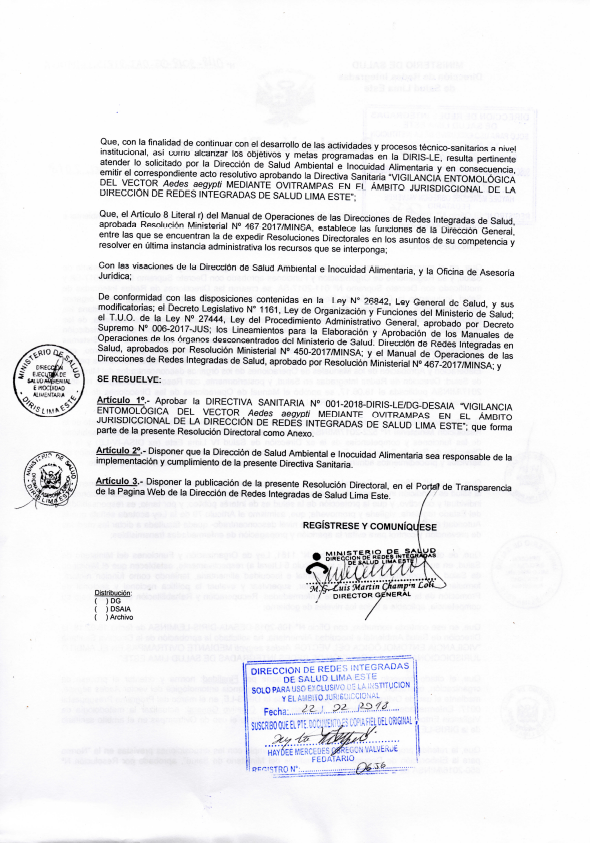 Que, con la finalidad de continuar con el desarrollo de las actividades y procesos técnico-sanitarios a nivel
institucional, así como alcanzar los objetivos y metas programadas en la DIRIS-LE, resulta pertinente
atender lo solicitado por la Dirección de Salud Ambiental e Inocuidad Alimentaria y en consecuencia,
emitir el correspondiente acto resolutivo aprobando la Directiva Sanitaria "VIGILANCIA ENTOMOLÓGICA
DEL VECTOR Aedes aegypti MEDIANTE OVITRAMPAS EN EL ÁMBITO JURISDICCIONAL DE LA
DIRECCIÓN DE REDES INTEGRADAS DE SALUD LIMA ESTE";
Que, el Artículo 8 Literal r) del Manual de Operaciones de las Direcciones de Redes Integradas de Salud,
aprobada Resolución Ministerial Nº 467-2017/MINSA, establece las funciones de la Dirección General,
entre las que se encuentran la de expedir Resoluciones Directorales en los asuntos de su competencia y
resolver en última instancia administrativa los recursos que se interponga;
Con las visaciones de la Dirección de Salud Ambiental e Inocuidad Alimentaria, y la Oficina de Asesoría
Jurídica;
De conformidad con las disposiciones contenidas en la Ley Nº 26842, Ley General de Salud, y sus
modificatorias; el Decreto Legislativo Nº 1161, Ley de Organización y Funciones del Ministerio de Salud;
el T.U.O. de la Ley Nº 27444, Ley del Procedimiento Administrativo General, aprobado por Decreto
Supremo Nº 006-2017-JUS; los Lineamientos para la Elaboración y Aprobación de los Manuales de
Operaciones de los órganos desconcentrados del Ministerio de Salud. Dirección de Redes Integradas en
Salud, aprobados por Resolución Ministerial Nº 450-2017/MINSA; y el Manual de Operaciones de las
Direcciones de Redes Integradas de Salud, aprobado por Resolución Ministerial Nº 467-2017/MINSA; y
MINISTERIO DE SALUD
DIRECCIÓN
EJECUTIVA DE
SALUD AMBIENTAL
E INOCUIDAD
ALIMENTARIA
DIRIS LIMA ESTE
SE RESUELVE:
Artículo 1º.- Aprobar la DIRECTIVA SANITARIA Nº 001-2018-DIRIS-LE/DG-DESAIA "VIGILANCIA
ENTOMOLÓGICA DEL VECTOR Aedes aegypti MEDIANTE OVITRAMPAS EN EL ÁMBITO
JURISDICCIONAL DE LA DIRECCIÓN DE REDES INTEGRADAS DE SALUD LIMA ESTE"; que forma
parte de la presente Resolución Directoral como Anexo.
Artículo 2º.- Disponer que la Dirección de Salud Ambiental e Inocuidad Alimentaria sea responsable de la
implementación y cumplimiento de la presente Directiva Sanitaria.
MINISTERIO DE SALUD
DIRIS LIMA ESTE
Artículo 3.- Disponer la publicación de la presente Resolución Directoral, en el Portal de Transparencia
de la Pagina Web de la Dirección de Redes Integradas de Salud Lima Este.
REGÍSTRESE Y COMUNÍQUESE
MINISTERIO DE SALUD
DIRECCION DE REDES INTEGRADAS
DE SALUD LIMA ESTE
M.C. Luis Martin Champin Loli
DIRECTOR GENERAL
Distribución:
( ) DG
( ) DSAIA
( ) Archivo
DIRECCION DE REDES INTEGRADAS
DE SALUD LIMA ESTE
SOLO PARA USO EXCLUSIVO DE LA INSTITUCION
Y EL AMBITO JURISDICCIONAL
Fecha: 22 / 02 2018
SUSCRIBO QUE EL PTE. DOCUMENTO ES COPIA FIEL DEL ORIGINAL
HAYDEE MERCEDES OBREGON VALVERDE
FEDATARIO
REGISTRO Nº: 0636